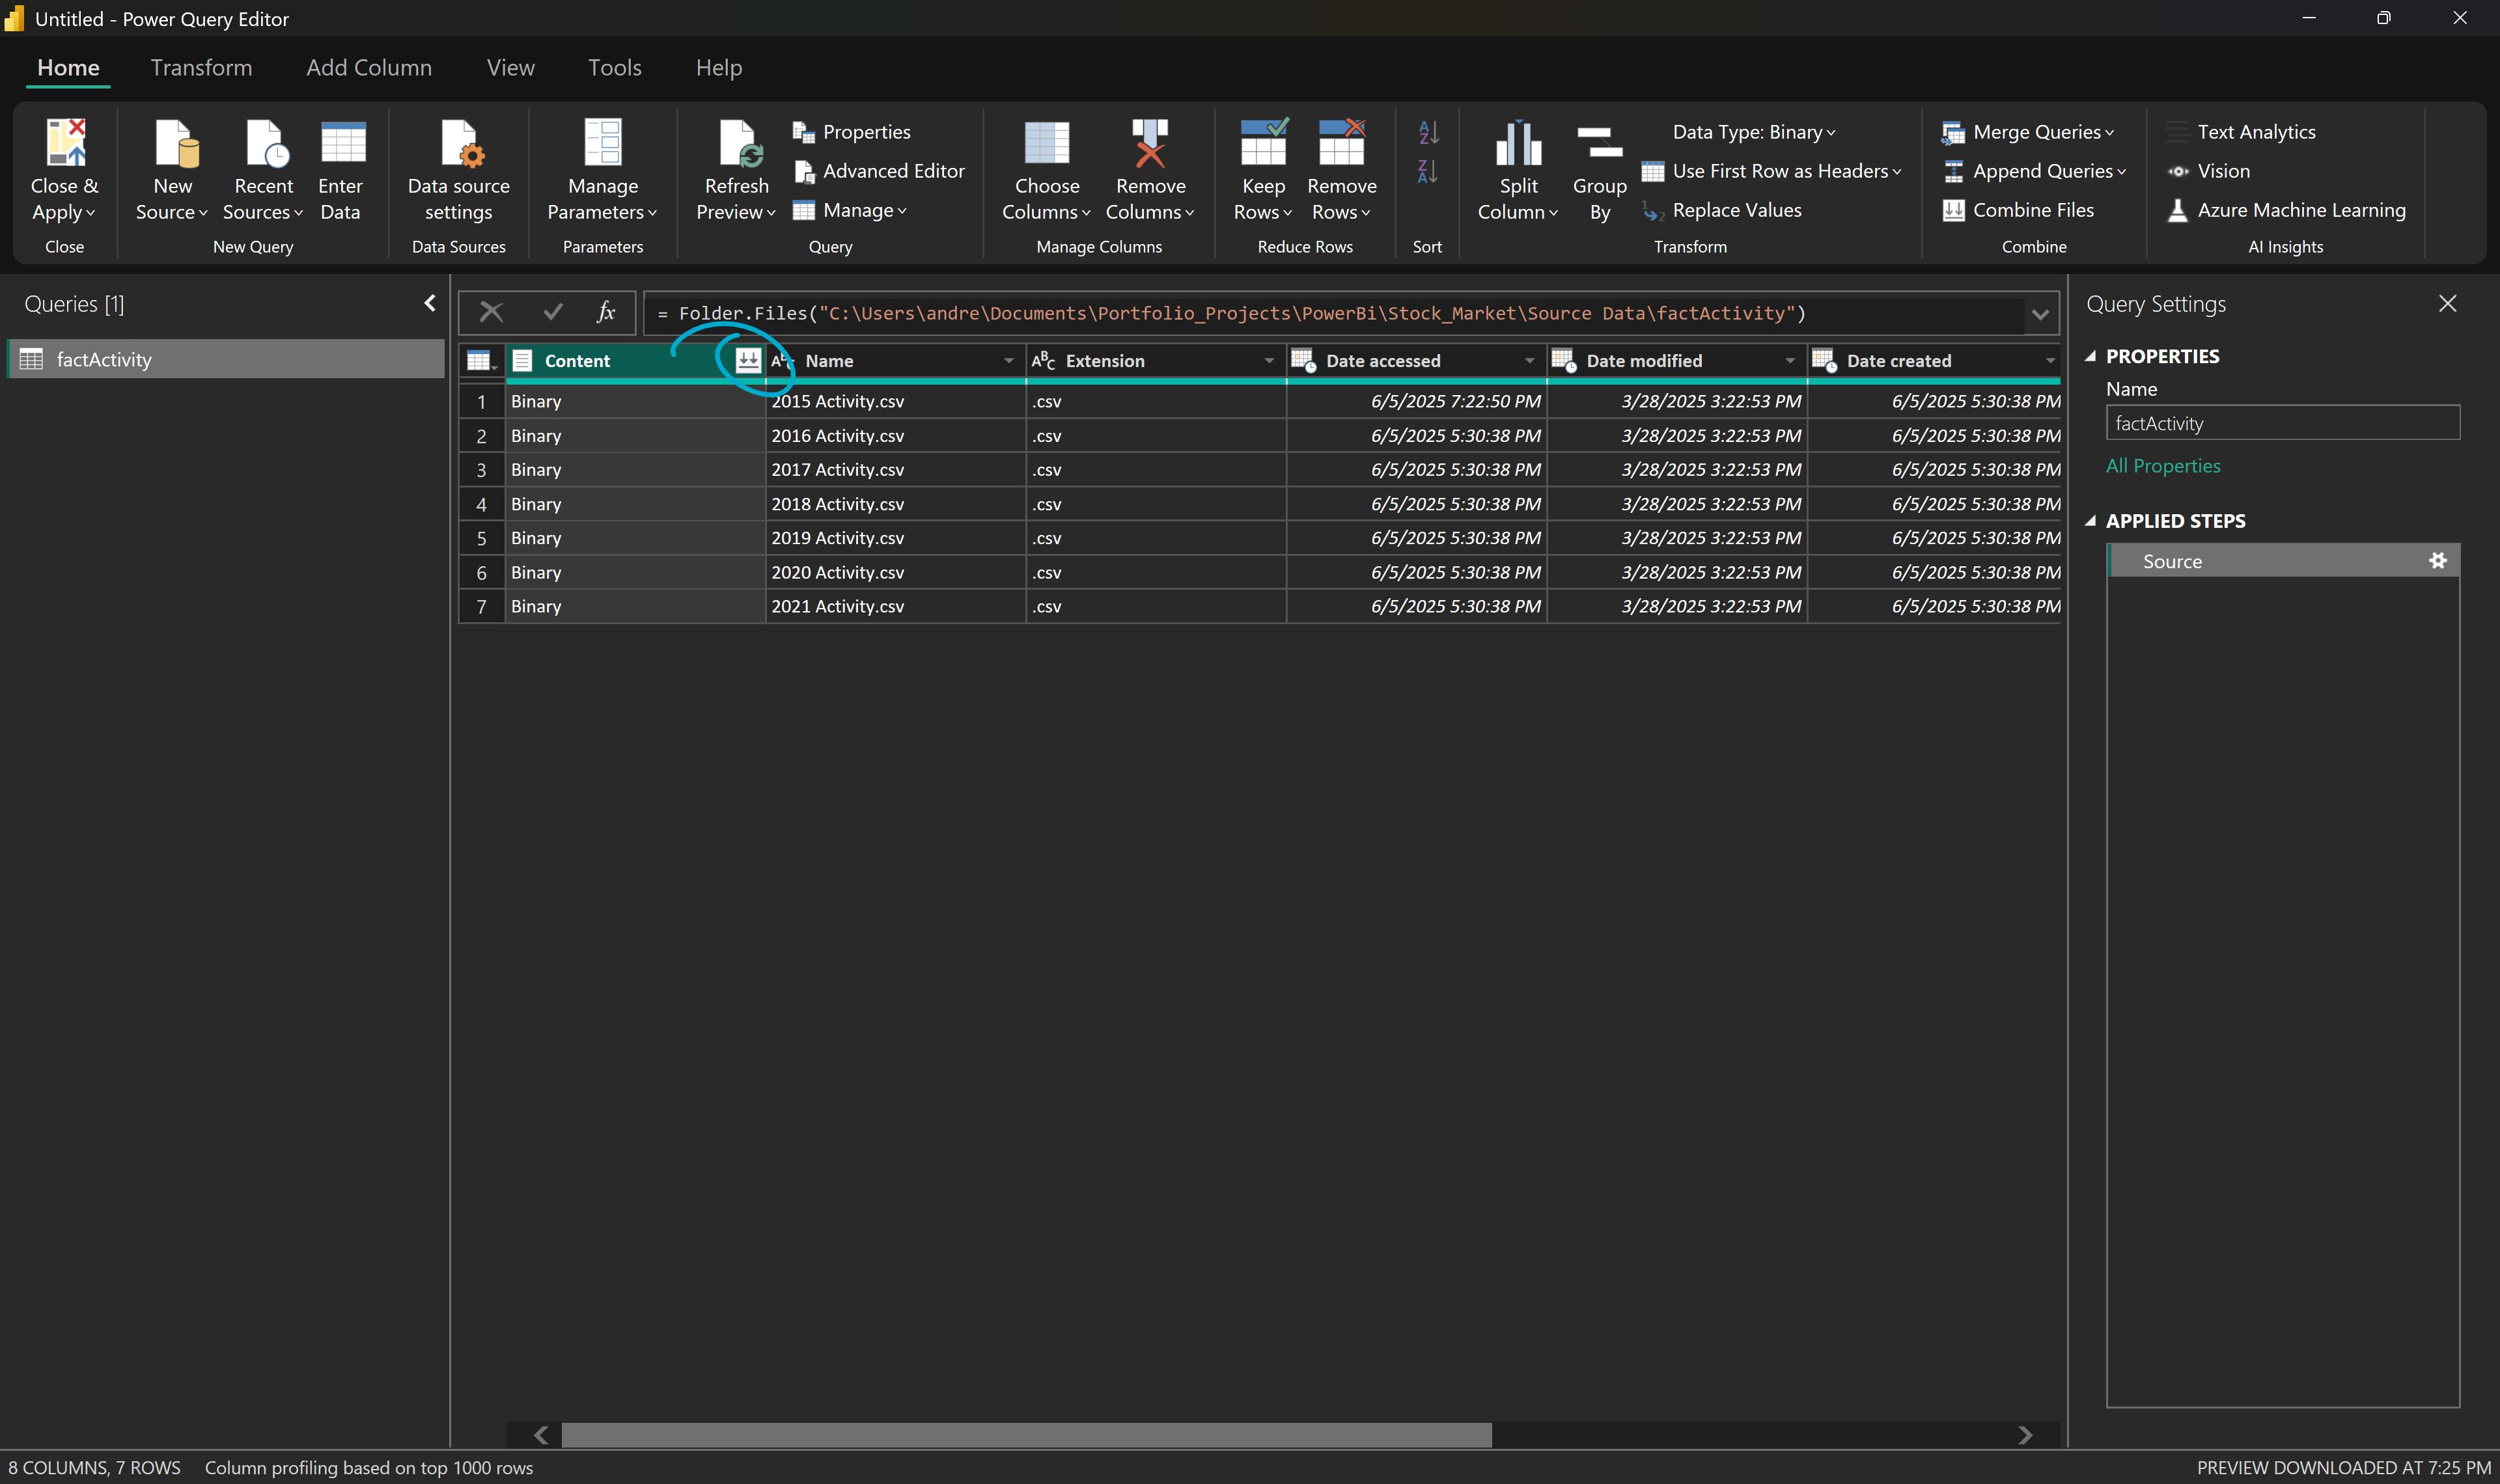 Untitled - Power Query Editor
Home Transform Add Column View Tools Help
Close & Apply
Close
New Source
Recent Sources
Enter Data
New Query
Data source settings
Data Sources
Manage Parameters
Parameters
Refresh Preview
Properties
Advanced Editor
Manage
Query
Choose Columns
Remove Columns
Manage Columns
Keep Rows
Remove Rows
Reduce Rows
Sort
Split Column
Group By
Data Type: Binary
Use First Row as Headers
Replace Values
Transform
Merge Queries
Append Queries
Combine Files
Combine
Text Analytics
Vision
Azure Machine Learning
AI Insights
Queries [1]
factActivity
fx = Folder.Files("C:\Users\andre\Documents\Portfolio_Projects\PowerBi\Stock_Market\Source Data\factActivity")
Content Name Extension Date accessed Date modified Date created
1 Binary 2015 Activity.csv .csv 6/5/2025 7:22:50 PM 3/28/2025 3:22:53 PM 6/5/2025 5:30:38 PM
2 Binary 2016 Activity.csv .csv 6/5/2025 5:30:38 PM 3/28/2025 3:22:53 PM 6/5/2025 5:30:38 PM
3 Binary 2017 Activity.csv .csv 6/5/2025 5:30:38 PM 3/28/2025 3:22:53 PM 6/5/2025 5:30:38 PM
4 Binary 2018 Activity.csv .csv 6/5/2025 5:30:38 PM 3/28/2025 3:22:53 PM 6/5/2025 5:30:38 PM
5 Binary 2019 Activity.csv .csv 6/5/2025 5:30:38 PM 3/28/2025 3:22:53 PM 6/5/2025 5:30:38 PM
6 Binary 2020 Activity.csv .csv 6/5/2025 5:30:38 PM 3/28/2025 3:22:53 PM 6/5/2025 5:30:38 PM
7 Binary 2021 Activity.csv .csv 6/5/2025 5:30:38 PM 3/28/2025 3:22:53 PM 6/5/2025 5:30:38 PM
Query Settings
PROPERTIES
Name
factActivity
All Properties
APPLIED STEPS
Source
8 COLUMNS, 7 ROWS Column profiling based on top 1000 rows
PREVIEW DOWNLOADED AT 7:25 PM